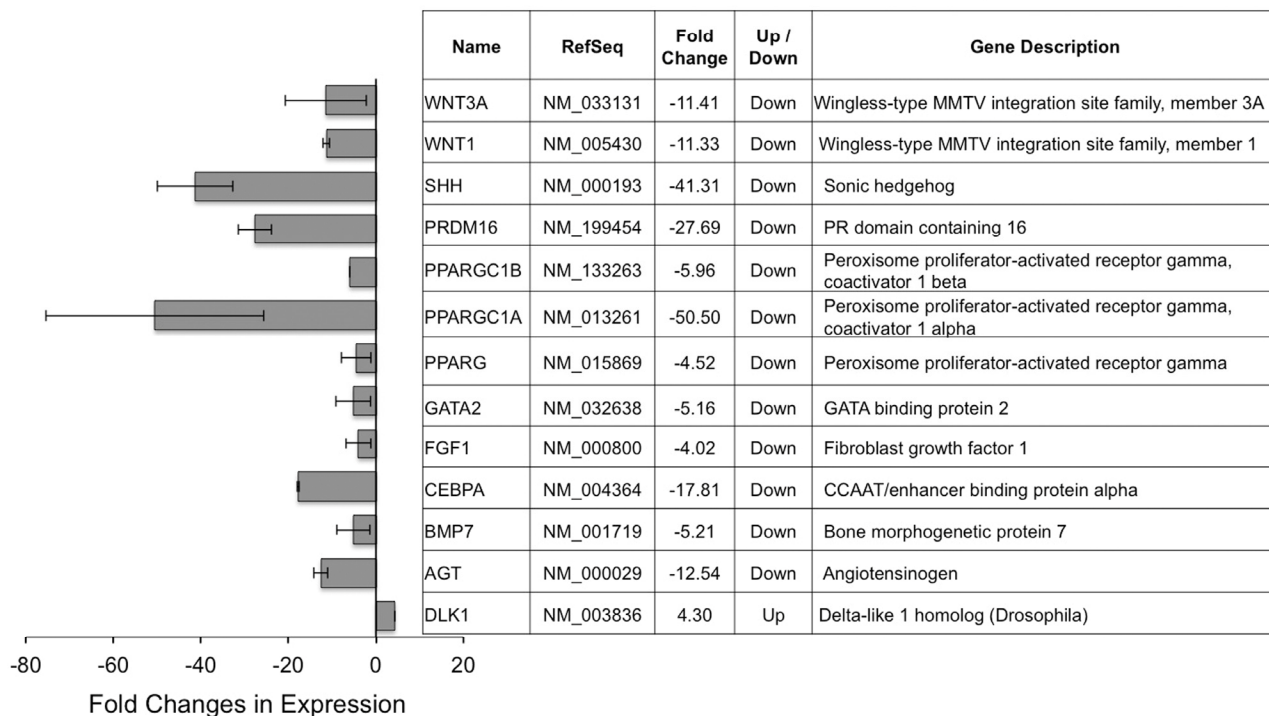 Name RefSeq Fold Change Up / Down Gene Description
WNT3A NM_033131 -11.41 Down Wingless-type MMTV integration site family, member 3A
WNT1 NM_005430 -11.33 Down Wingless-type MMTV integration site family, member 1
SHH NM_000193 -41.31 Down Sonic hedgehog
PRDM16 NM_199454 -27.69 Down PR domain containing 16
PPARGC1B NM_133263 -5.96 Down Peroxisome proliferator-activated receptor gamma,
coactivator 1 beta
PPARGC1A NM_013261 -50.50 Down Peroxisome proliferator-activated receptor gamma,
coactivator 1 alpha
PPARG NM_015869 -4.52 Down Peroxisome proliferator-activated receptor gamma
GATA2 NM_032638 -5.16 Down GATA binding protein 2
FGF1 NM_000800 -4.02 Down Fibroblast growth factor 1
CEBPA NM_004364 -17.81 Down CCAAT/enhancer binding protein alpha
BMP7 NM_001719 -5.21 Down Bone morphogenetic protein 7
AGT NM_000029 -12.54 Down Angiotensinogen
DLK1 NM_003836 4.30 Up Delta-like 1 homolog (Drosophila)
-80 -60 -40 -20 0 20
Fold Changes in Expression